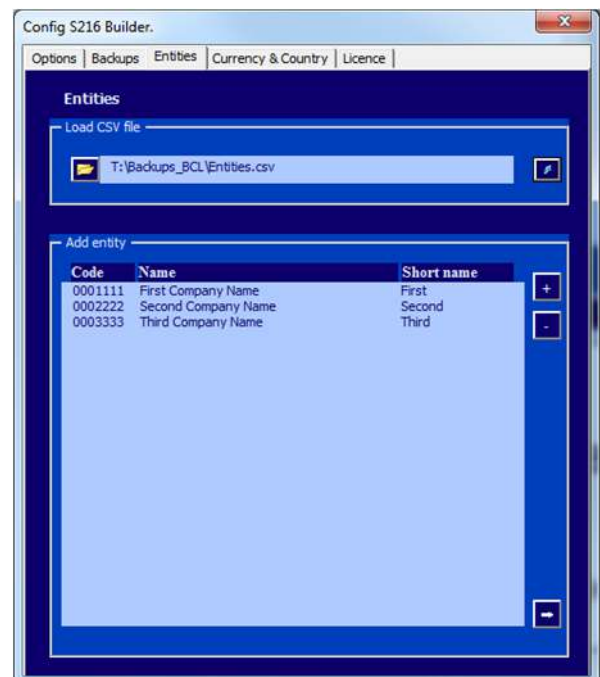 Config S216 Builder.
Options Backups Entities Currency & Country Licence
Entities
Load CSV file
T:\Backups_BCL\Entities.csv
Add entity
Code Name Short name
0001111 First Company Name First
0002222 Second Company Name Second
0003333 Third Company Name Third
+
-